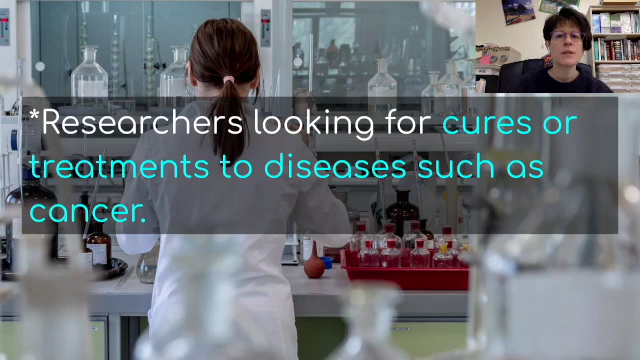 *Researchers looking for cures or
treatments to diseases such as
cancer.